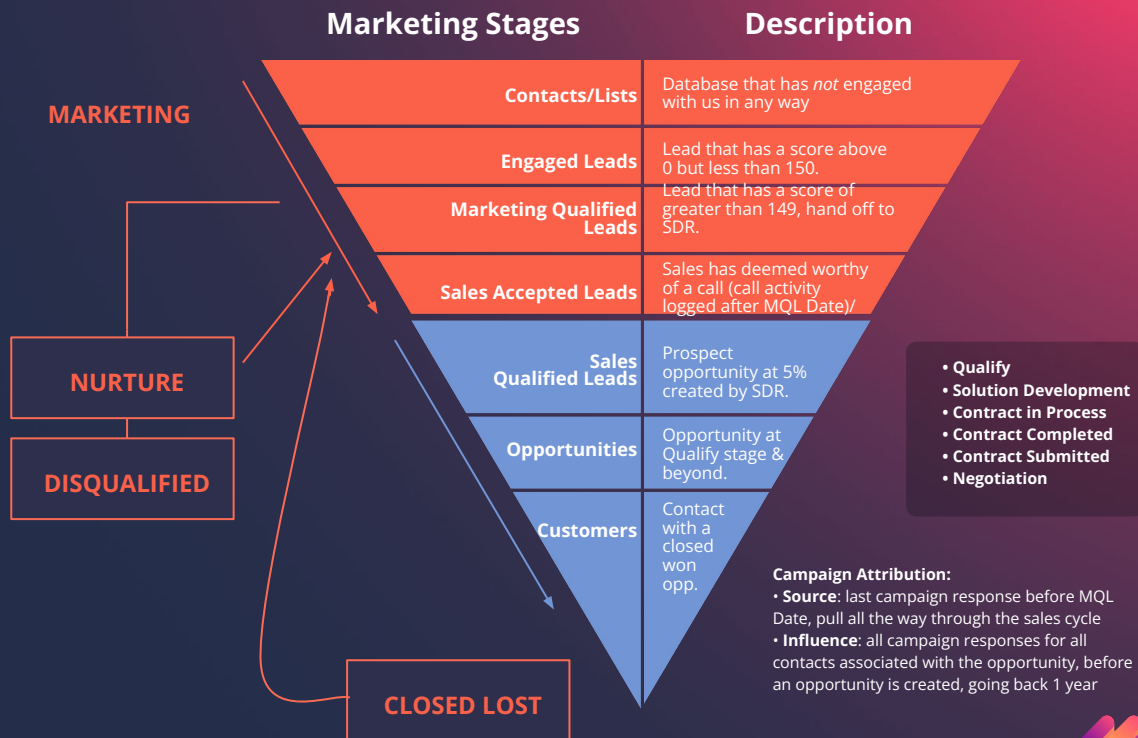 Marketing Stages
Description
MARKETING
Contacts/Lists
Database that has not engaged
with us in any way
Engaged Leads
Lead that has a score above
0 but less than 150.
Marketing Qualified
Leads
Lead that has a score of
greater than 149, hand off to
SDR.
Sales Accepted Leads
Sales has deemed worthy
of a call (call activity
logged after MQL Date)/
NURTURE
DISQUALIFIED
Sales
Qualified Leads
Prospect
opportunity at 5%
created by SDR.
Opportunities
Opportunity at
Qualify stage &
beyond.
Customers
Contact
with a
closed
won
opp.
• Qualify
• Solution Development
• Contract in Process
• Contract Completed
• Contract Submitted
• Negotiation
Campaign Attribution:
• Source: last campaign response before MQL
Date, pull all the way through the sales cycle
• Influence: all campaign responses for all
contacts associated with the opportunity, before
an opportunity is created, going back 1 year
CLOSED LOST